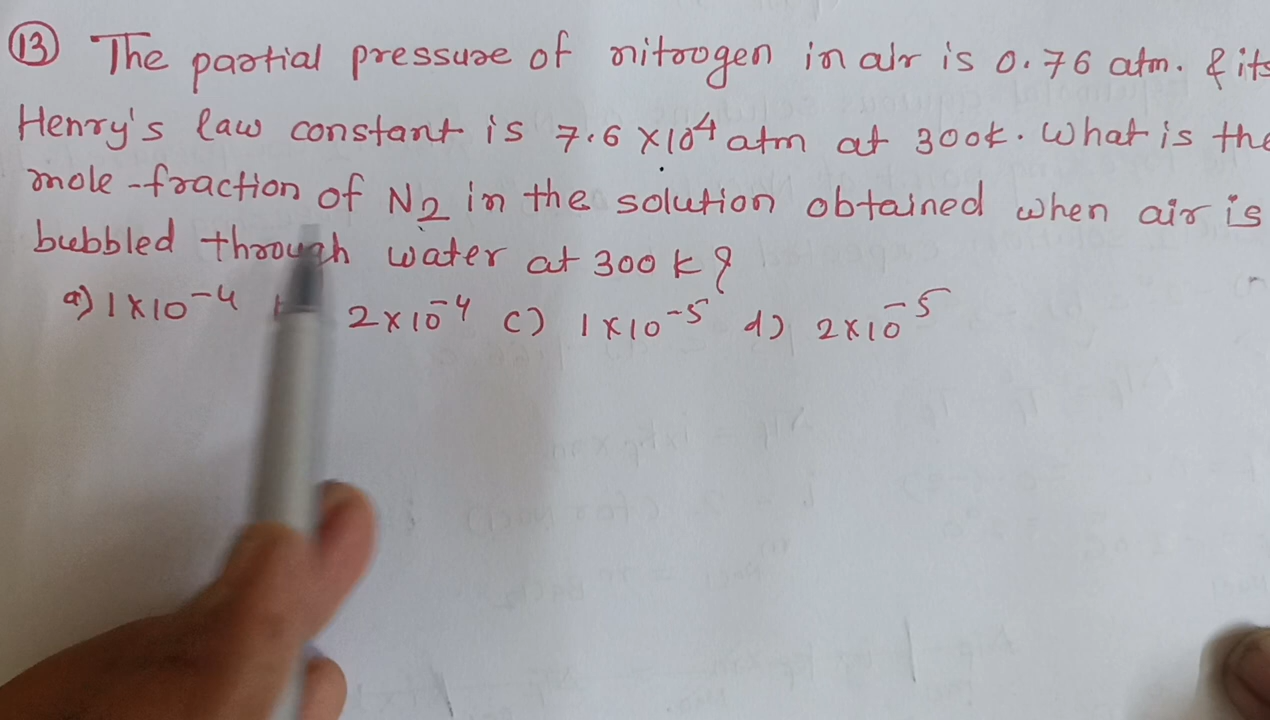 13 The partial pressure of nitrogen in air is 0.76 atm. & its
Henry's law constant is 7.6 × 10⁴ atm at 300k. What is the
mole-fraction of N₂ in the solution obtained when air is
bubbled through water at 300 k?
a) 1×10⁻⁴ 2×10⁻⁴ c) 1×10⁻⁵ d) 2×10⁻⁵